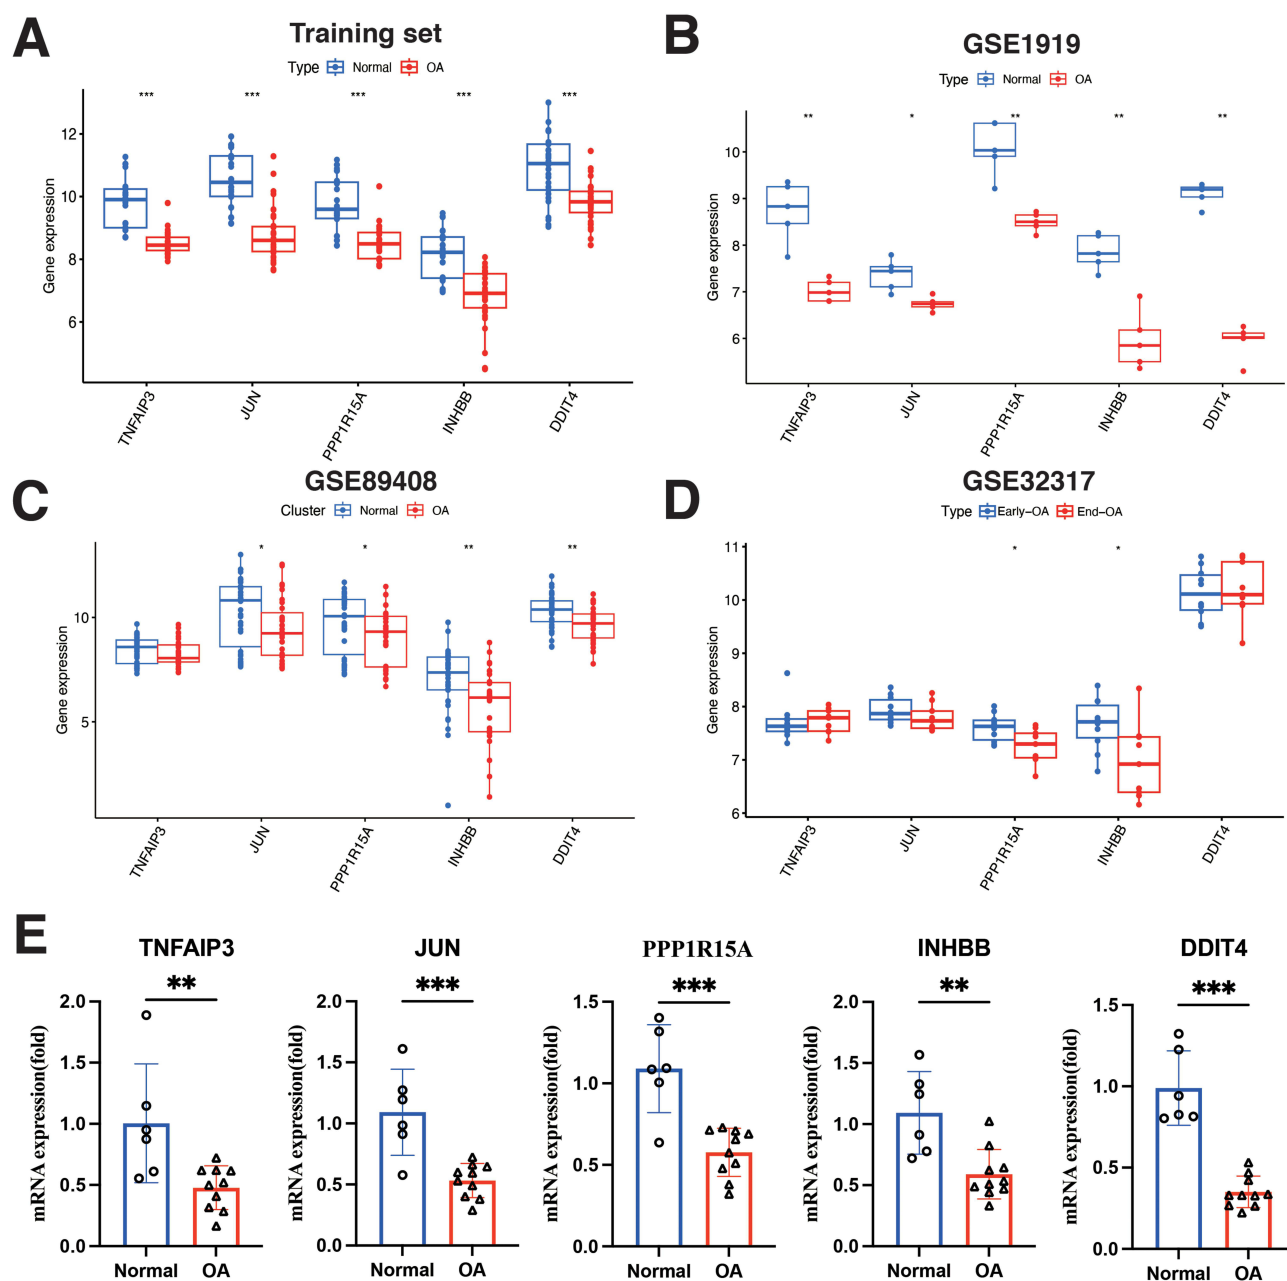 A
Training set
Type Normal OA
*** *** *** *** ***
Gene expression
12
10
8
6
TNFAIP3 JUN PPP1R15A INHBB DDIT4
B
GSE1919
Type Normal OA
** * ** ** **
Gene expression
10
9
8
7
6
TNFAIP3 JUN PPP1R15A INHBB DDIT4
C
GSE89408
Cluster Normal OA
* * ** **
Gene expression
10
5
TNFAIP3 JUN PPP1R15A INHBB DDIT4
D
GSE32317
Type Early-OA End-OA
* *
Gene expression
11
10
9
8
7
6
TNFAIP3 JUN PPP1R15A INHBB DDIT4
E
TNFAIP3
**
mRNA expression(fold)
2.0
1.5
1.0
0.5
0.0
Normal OA
JUN
***
mRNA expression(fold)
2.0
1.5
1.0
0.5
0.0
Normal OA
PPP1R15A
***
mRNA expression(fold)
1.5
1.0
0.5
0.0
Normal OA
INHBB
**
mRNA expression(fold)
2.0
1.5
1.0
0.5
0.0
Normal OA
DDIT4
***
mRNA expression(fold)
1.5
1.0
0.5
0.0
Normal OA